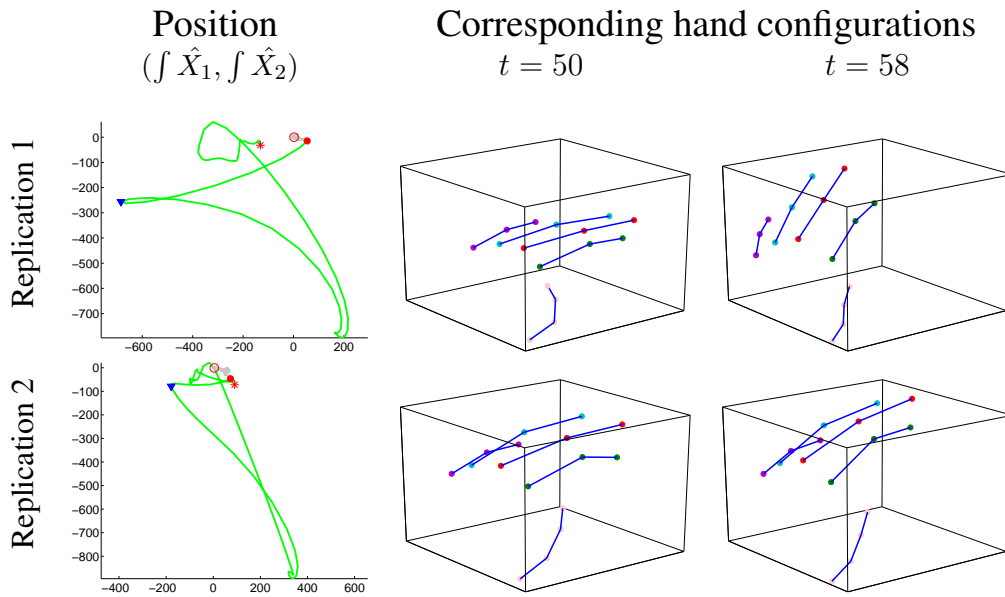 Position Corresponding hand configurations
(∫ X̂₁, ∫ X̂₂) t = 50 t = 58
Replication 1
0
−100
−200
−300
−400
−500
−600
−700
−600 −400 −200 0 200
Replication 2
0
−100
−200
−300
−400
−500
−600
−700
−800
−400 −200 0 200 400 600